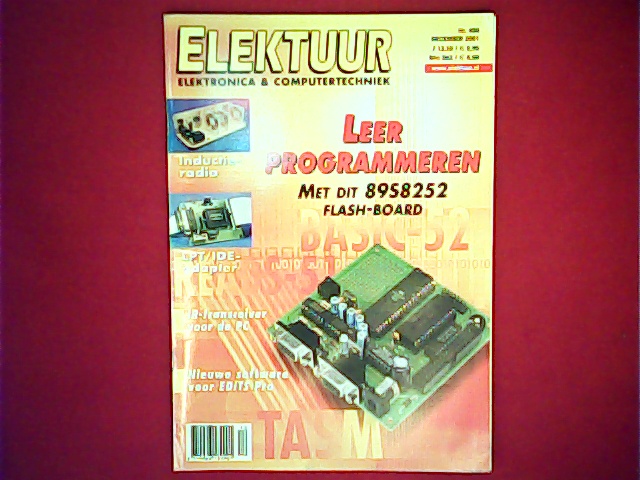 ELEKTUUR
ELEKTRONICA & COMPUTERTECHNIEK
LEER
PROGRAMMEREN
MET DIT 89S8252
FLASH-BOARD
Inductie-
radio
LPT/IDE-
adapter
BASIC-52
IR-transceiver
voor de PC
Nieuwe software
voor EDITS Pro
TASM